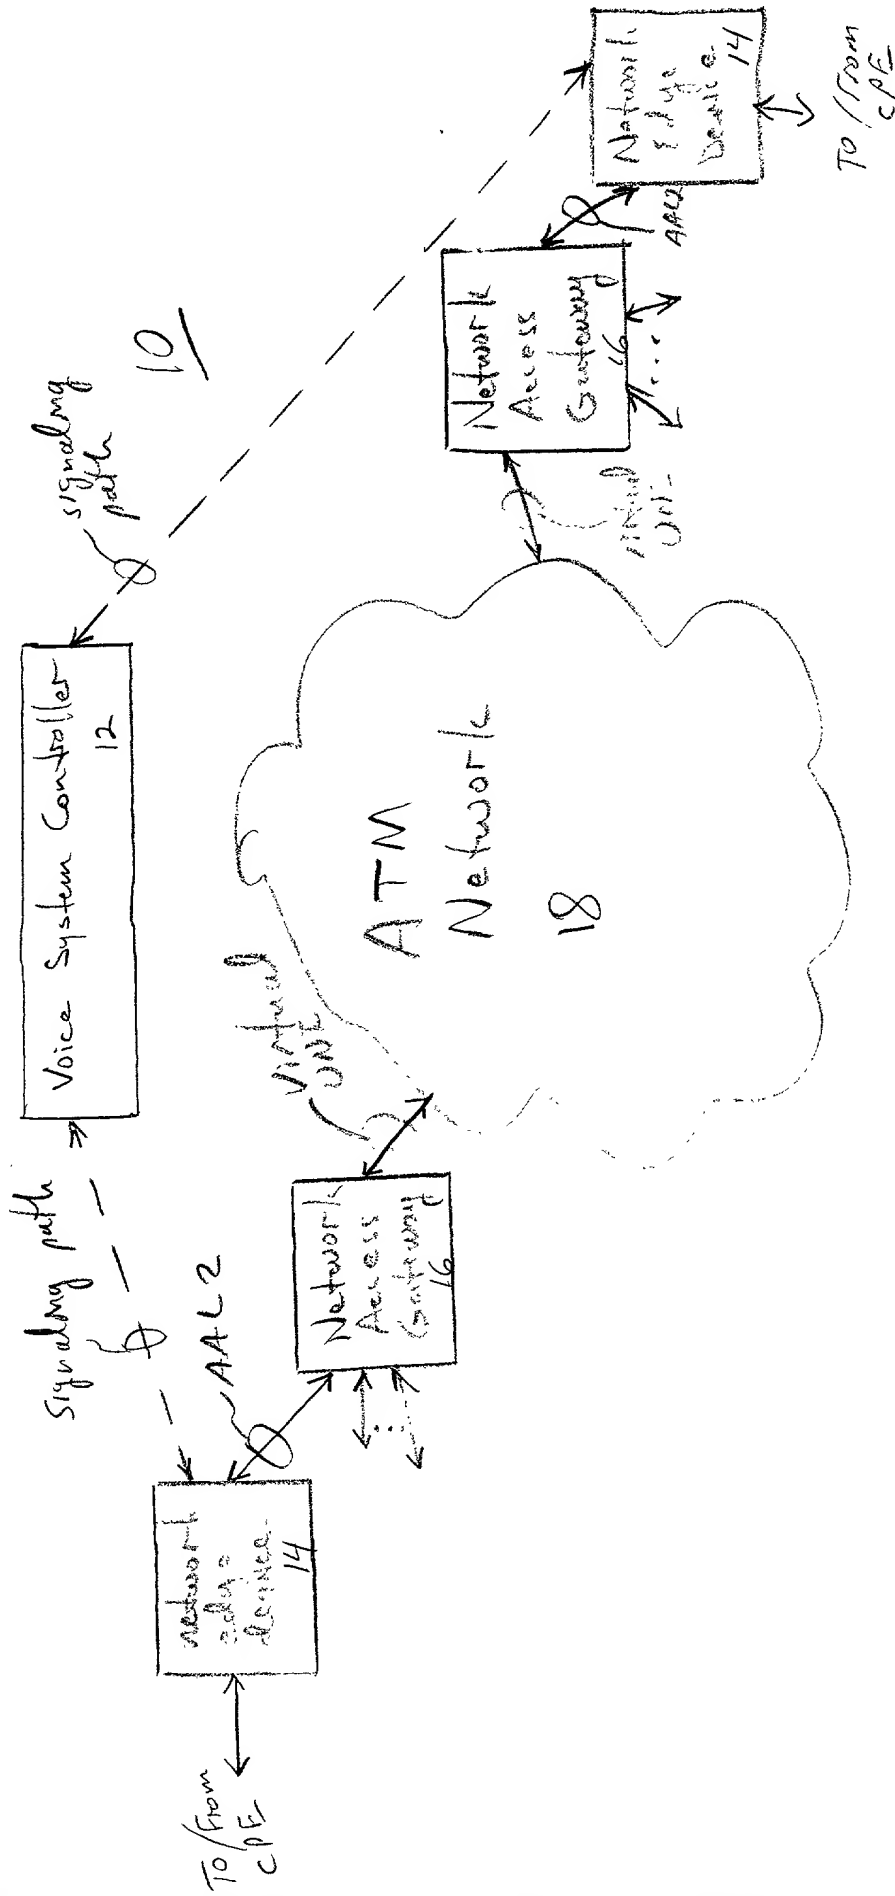 Signaling path
Voice System Controller
12
signaling
path
10
To/From
CPE
network
edge
device
14
AAL2
Network
Access
Gateway
16
Virtual
UNI
ATM
Network
18
Virtual
UNI
Network
Access
Gateway
16
AAL2
Network
Edge
Device
14
To/From
CPE